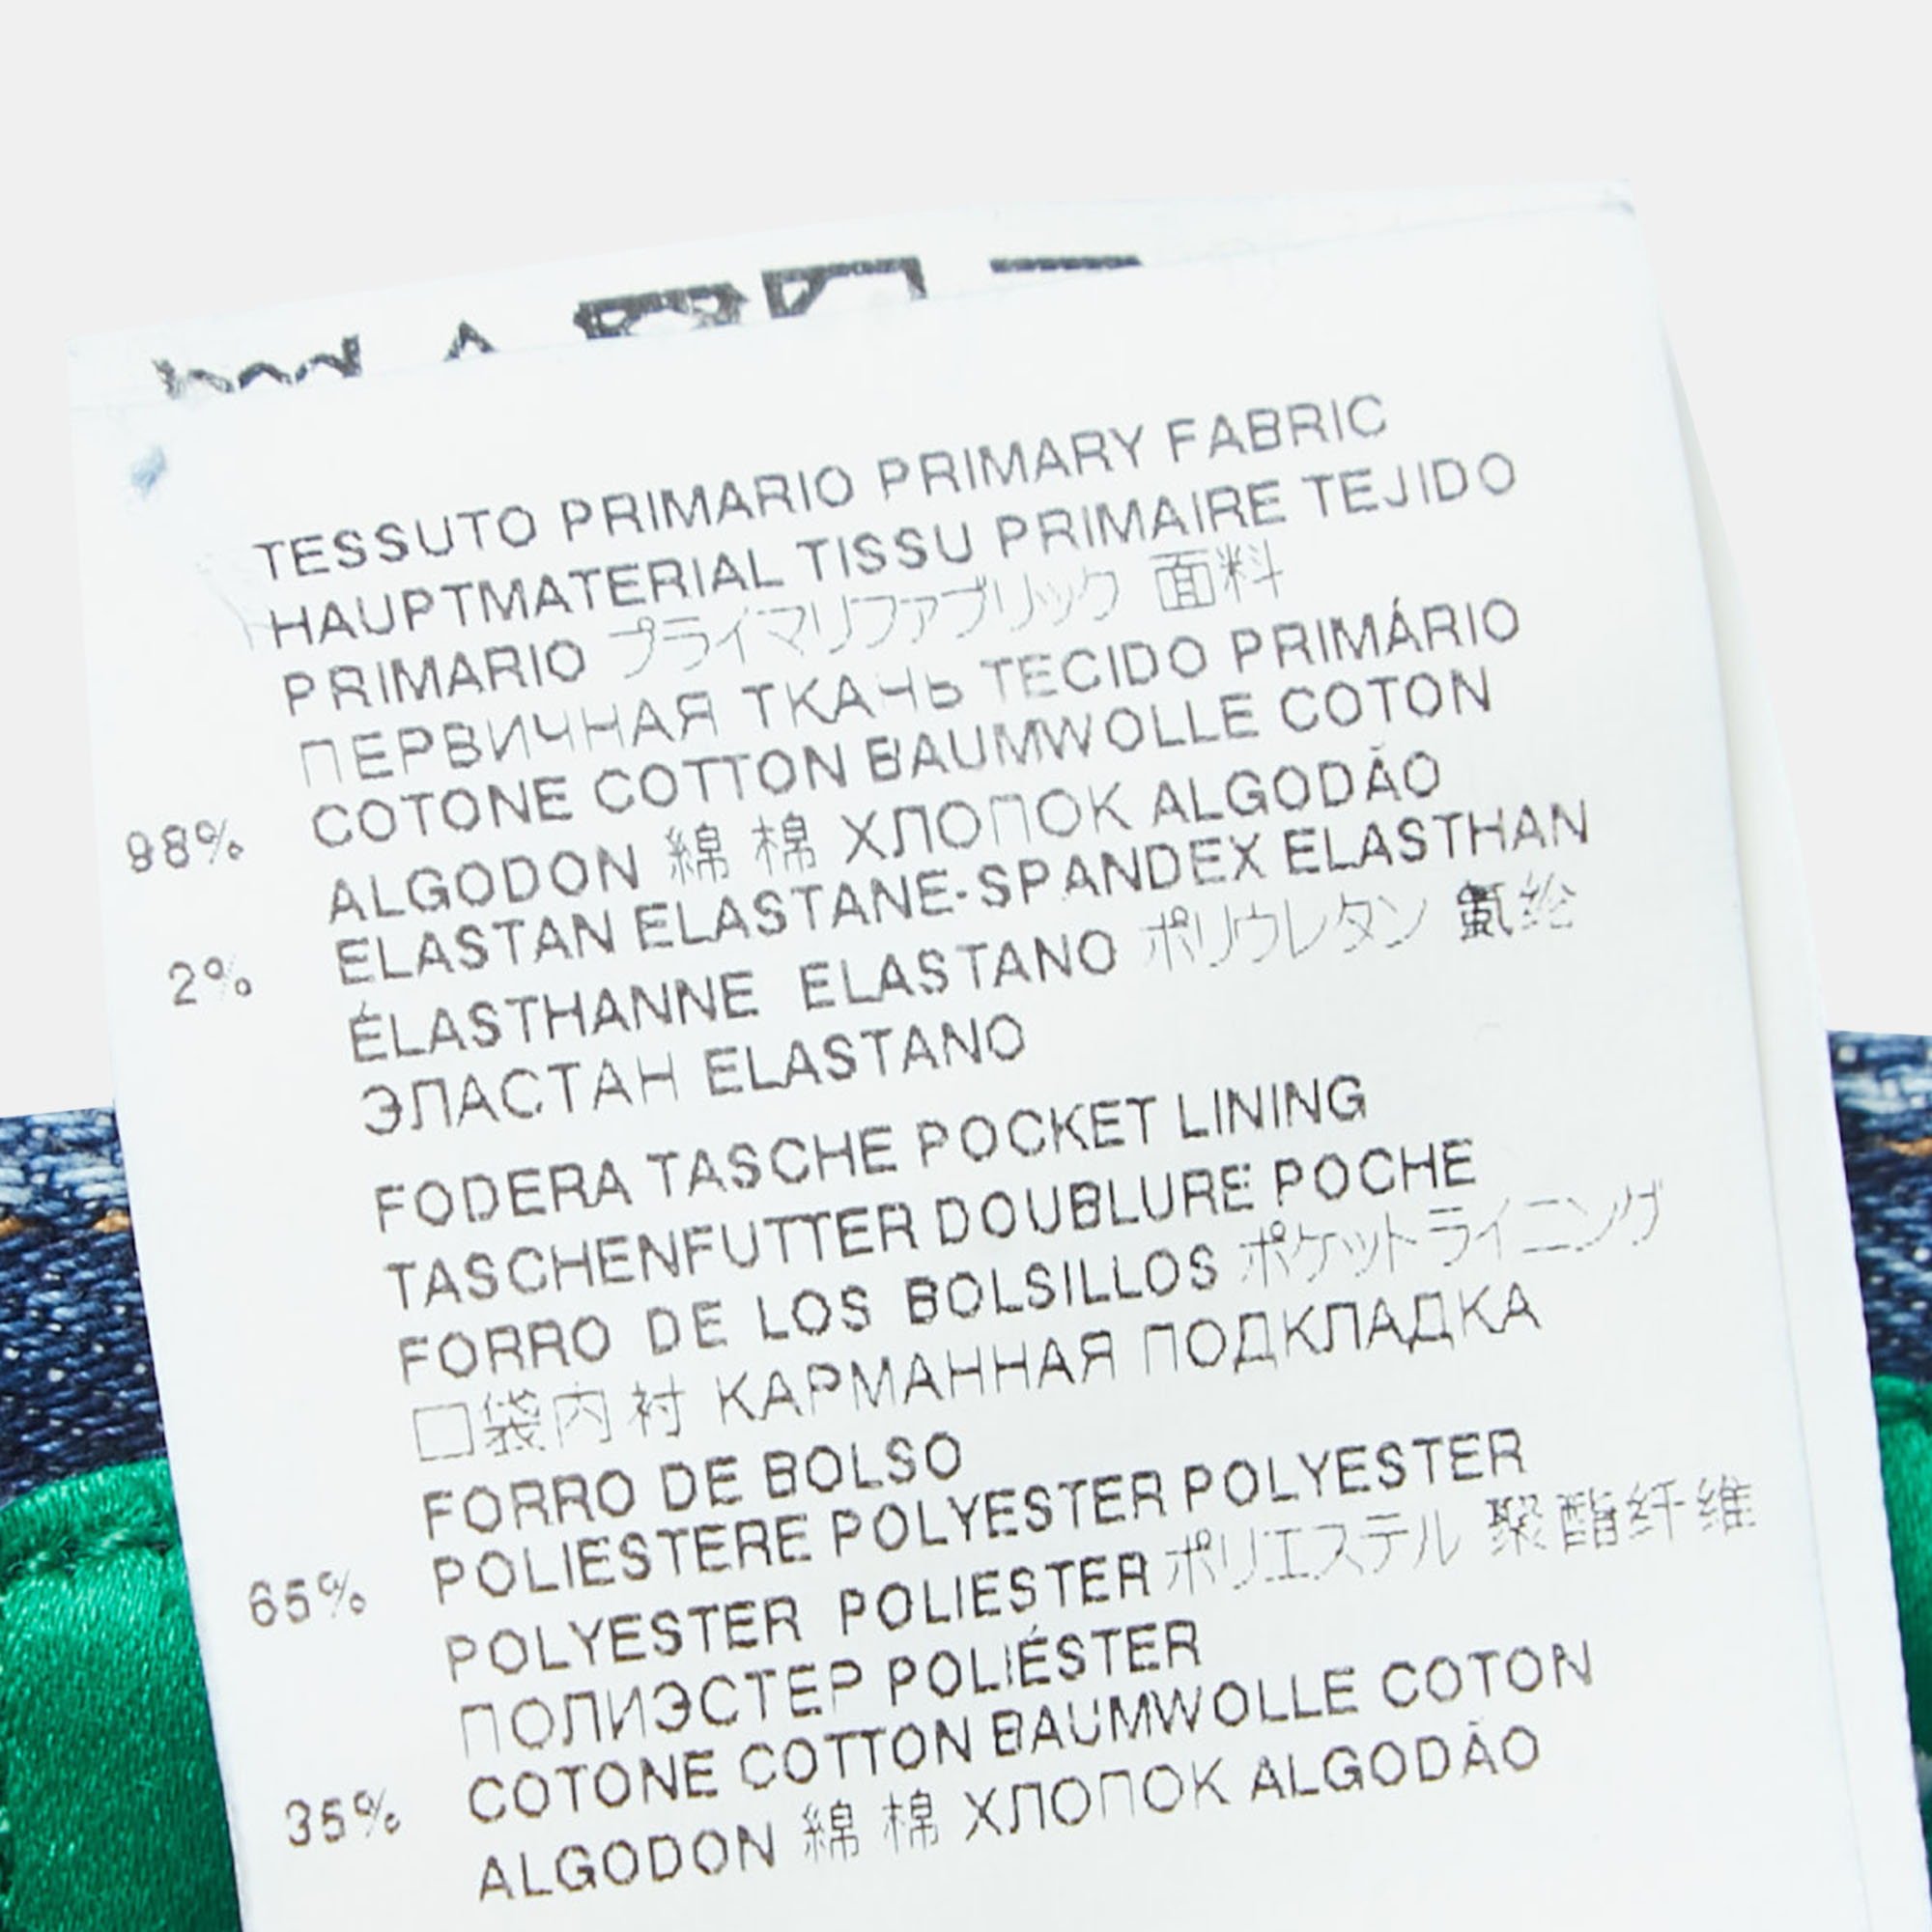 TESSUTO PRIMARIO PRIMARY FABRIC
HAUPTMATERIAL TISSU PRIMAIRE TEJIDO
PRIMARIO プライマリファブリック 面料
ПЕРВИЧНАЯ ТКАЧЬ TECIDO PRIMÁRIO
98% COTONE COTTON BAUMWOLLE COTON
ALGODON 綿 棉 ХЛОПОК ALGODÃO
2% ELASTAN ELASTANE-SPANDEX ELASTHAN
ÉLASTHANNE ELASTANO ポリウレタン 氨纶
ЭЛАСТАН ELASTANO
FODERA TASCHE POCKET LINING
TASCHENFUTTER DOUBLURE POCHE
FORRO DE LOS BOLSILLOS ポケットライニング
口袋内衬 КАРМАННАЯ ПОДКЛАДКА
FORRO DE BOLSO
65% POLIESTERE POLYESTER POLYESTER
POLYESTER POLIESTER ポリエステル 聚酯纤维
ПОЛИЭСТЕР POLIÉSTER
35% COTONE COTTON BAUMWOLLE COTON
ALGODON 綿 棉 ХЛОПОК ALGODÃO